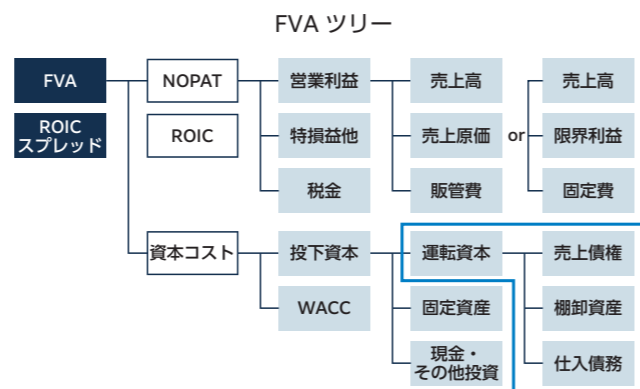 FVA ツリー
FVA
NOPAT
営業利益
売上高
売上高
ROIC
スプレッド
ROIC
特損益他
売上原価
or
限界利益
税金
販管費
固定費
資本コスト
投下資本
運転資本
売上債権
WACC
固定資産
棚卸資産
現金・
その他投資
仕入債務